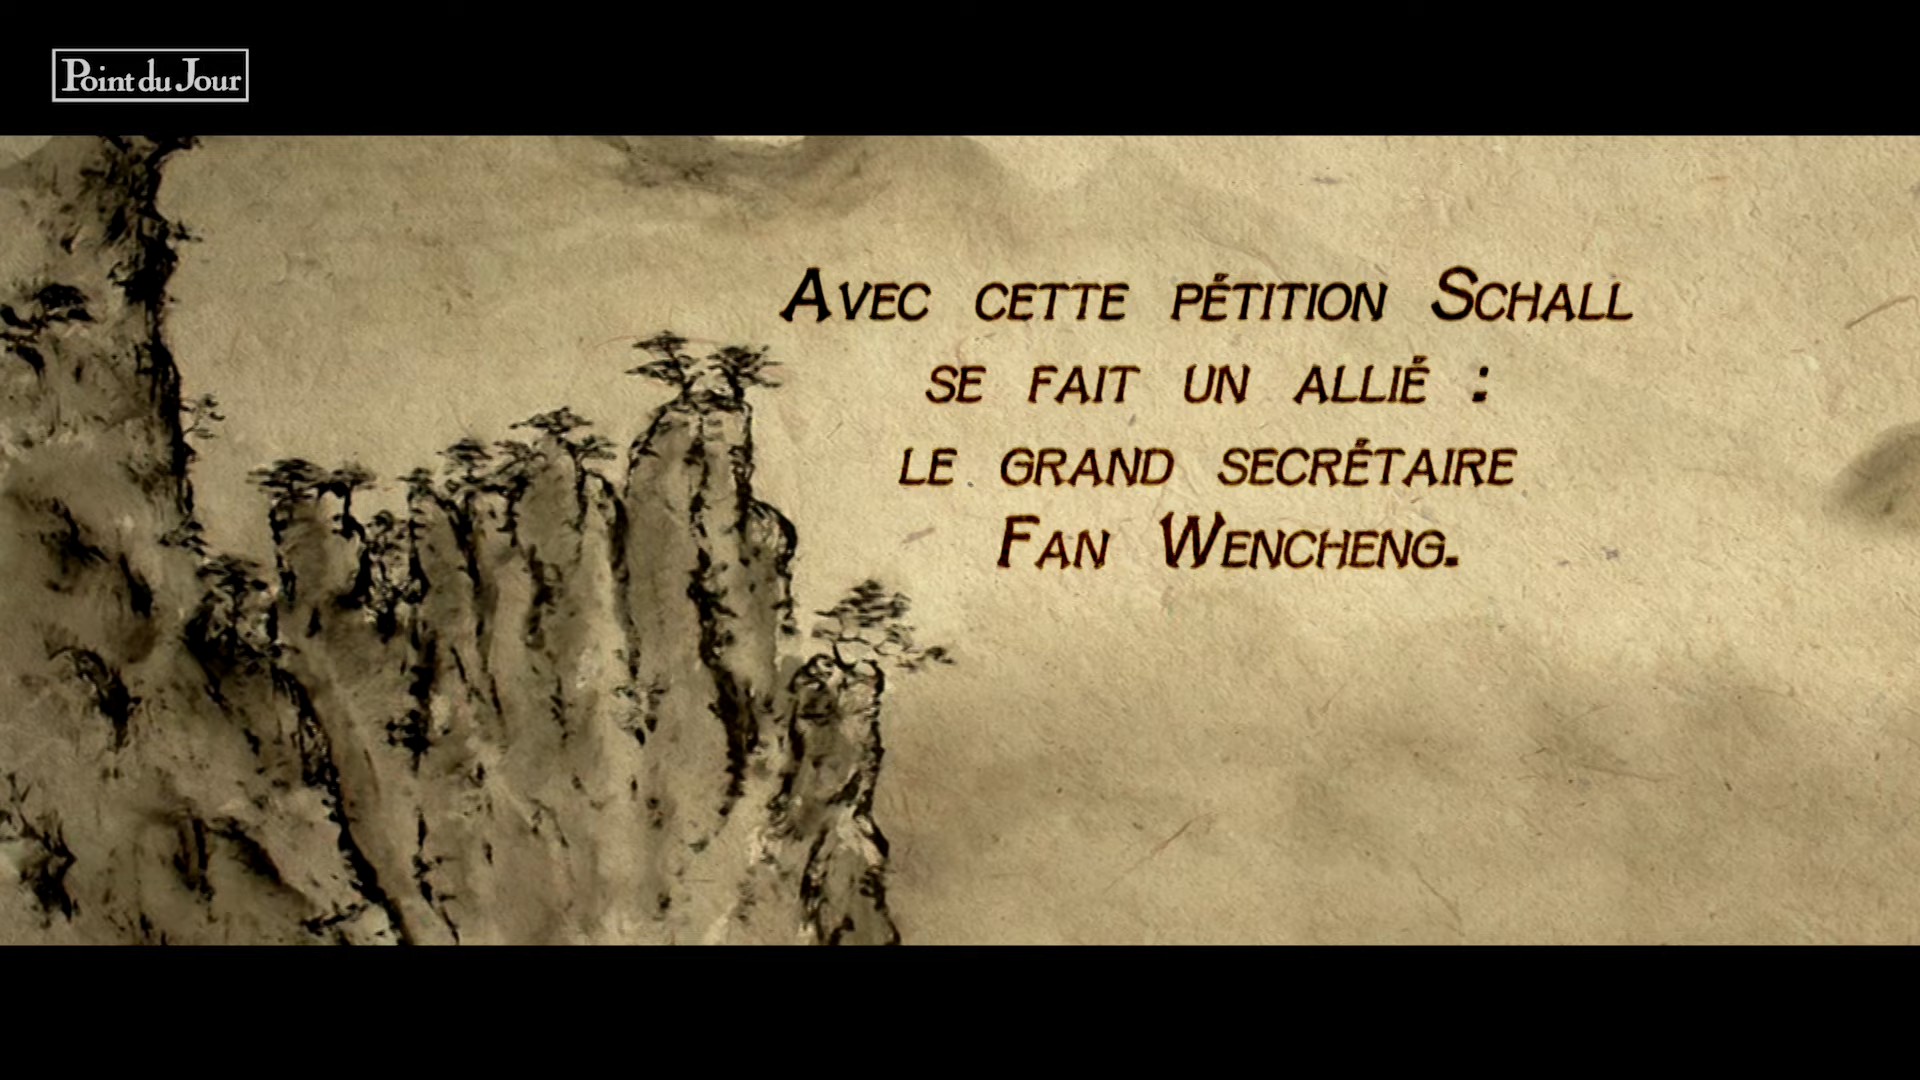 Point du Jour
AVEC CETTE PÉTITION SCHALL
SE FAIT UN ALLIÉ :
LE GRAND SECRÉTAIRE
FAN WENCHENG.